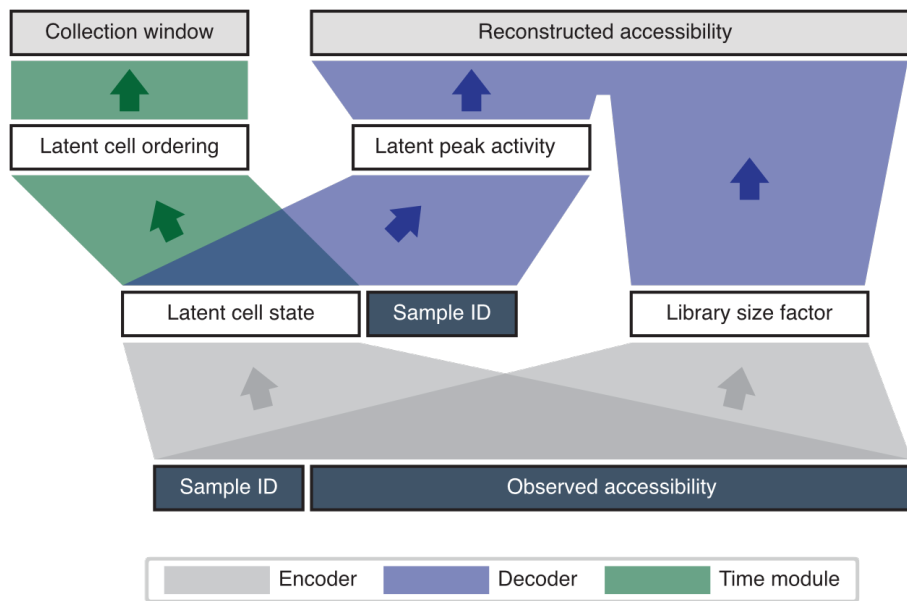 Collection window
Reconstructed accessibility
Latent cell ordering
Latent peak activity
Latent cell state
Sample ID
Library size factor
Sample ID
Observed accessibility
Encoder
Decoder
Time module